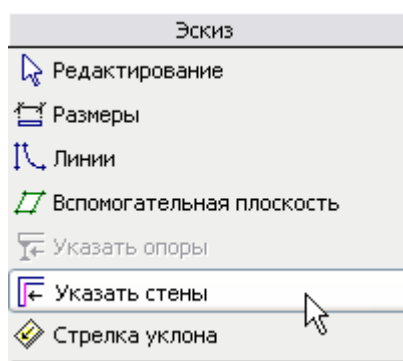 Эскиз
Редактирование
Размеры
Линии
Вспомогательная плоскость
Указать опоры
Указать стены
Стрелка уклона